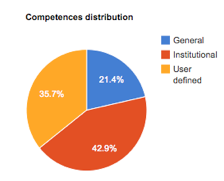 Competences distribution
General
Institutional
User
defined
21.4%
35.7%
42.9%